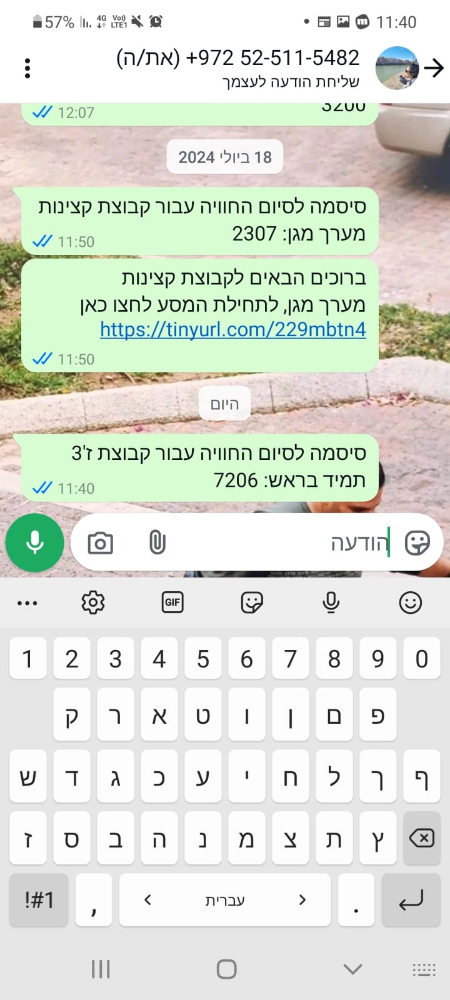 57% 4G Vo)) LTE1 11:40
(את/ה) +972 52-511-5482
שליחת הודעה לעצמך
3200
12:07
18 ביולי 2024
סיסמה לסיום החוויה עבור קבוצת קצינות
מערך מגן: 2307
11:50
ברוכים הבאים לקבוצת קצינות
מערך מגן, לתחילת המסע לחצו כאן
https://tinyurl.com/229mbtn4
11:50
היום
סיסמה לסיום החוויה עבור קבוצת ז'3
תמיד בראש: 7206
11:40
הודעה
GIF
1 2 3 4 5 6 7 8 9 0
ק ר א ט ו ן ם פ
ש ד ג כ ע י ח ל ך ף
ז ס ב ה נ מ צ ת ץ
!#1 , עברית .